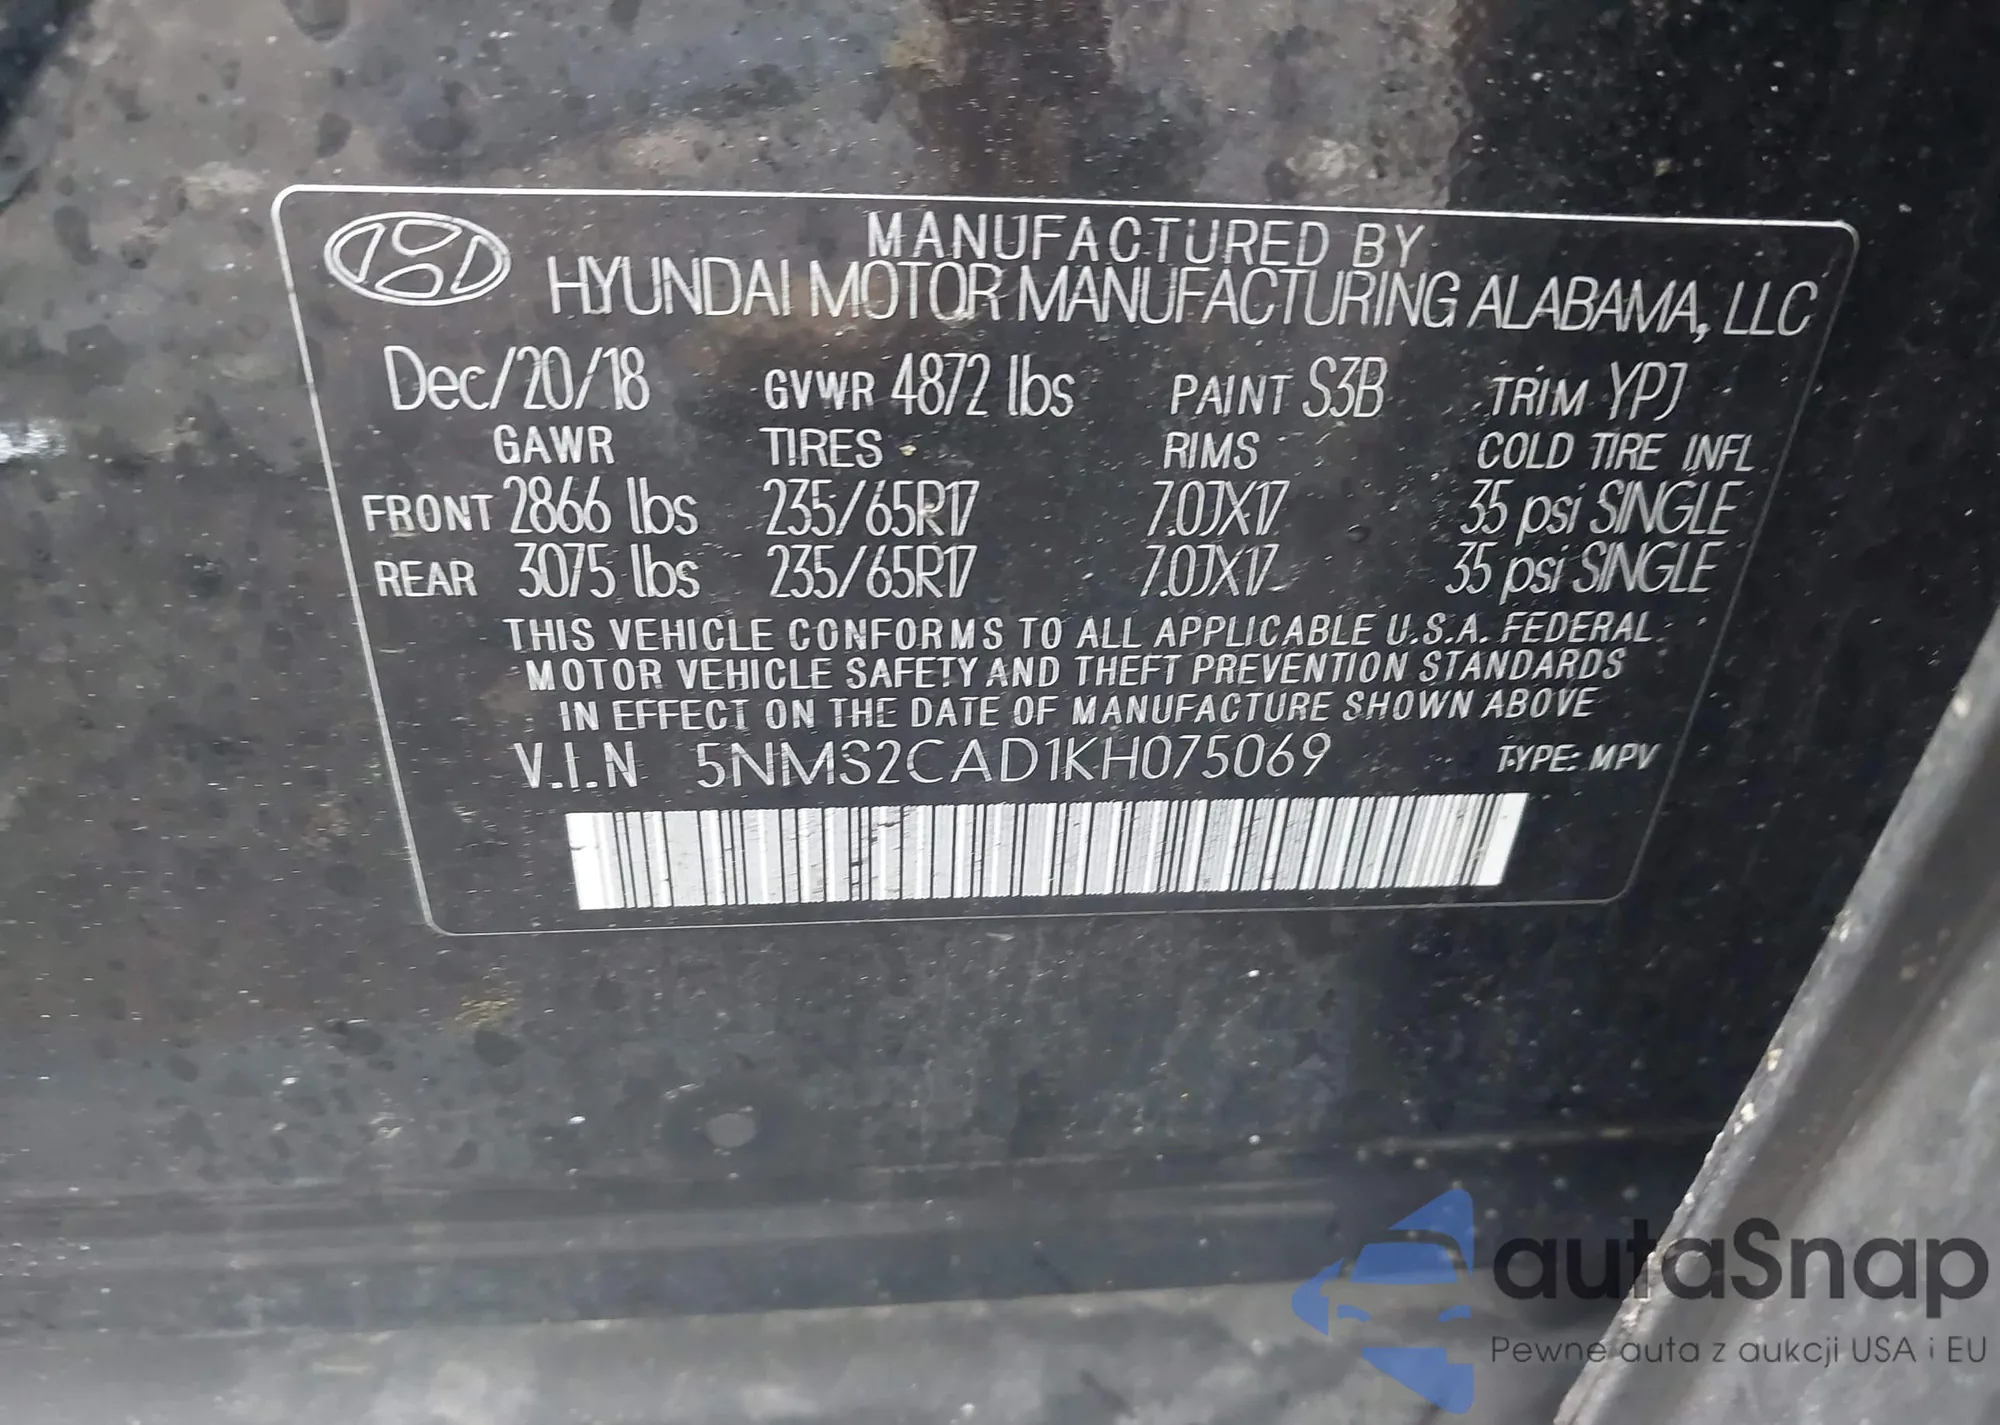 MANUFACTURED BY
HYUNDAI MOTOR MANUFACTURING ALABAMA, LLC
Dec/20/18 GVWR 4872 lbs PAINT S3B TRIM YPJ
GAWR TIRES RIMS COLD TIRE INFL
FRONT 2866 lbs 235/65R17 7.0JX17 35 psi SINGLE
REAR 3075 lbs 235/65R17 7.0JX17 35 psi SINGLE
THIS VEHICLE CONFORMS TO ALL APPLICABLE U.S.A. FEDERAL
MOTOR VEHICLE SAFETY AND THEFT PREVENTION STANDARDS
IN EFFECT ON THE DATE OF MANUFACTURE SHOWN ABOVE
V.I.N 5NMS2CAD1KH075069 TYPE: MPV
autaSnap
Pewne auta z aukcji USA i EU